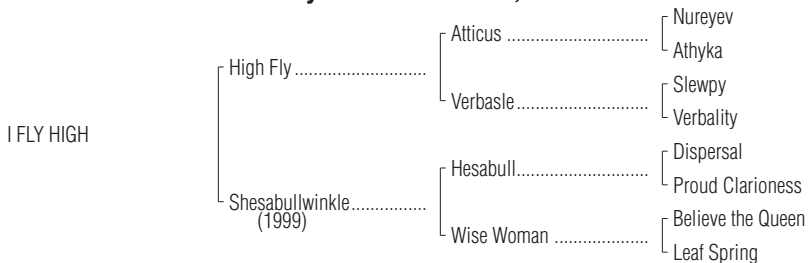 Nureyev
Atticus ..............................
Athyka
High Fly ............................
Slewpy
Verbasle............................
Verbality
I FLY HIGH
Dispersal
Hesabull............................
Proud Clarioness
Shesabullwinkle................
(1999)
Believe the Queen
Wise Woman ....................
Leaf Spring